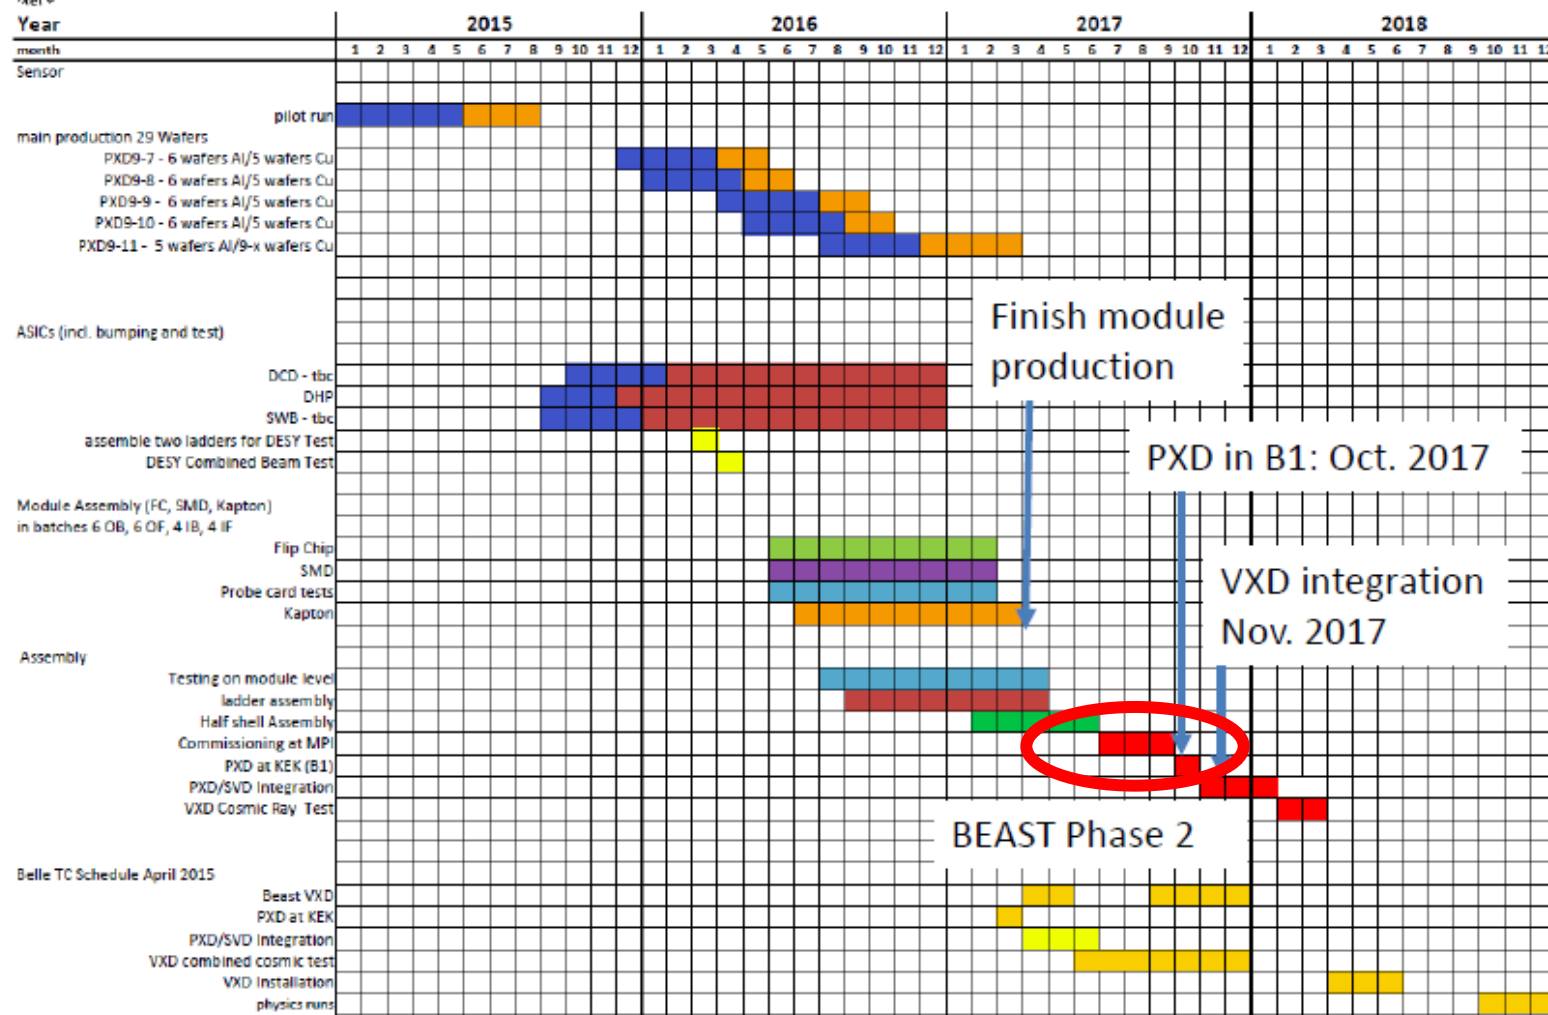 Year 2015 2016 2017 2018
month 1 2 3 4 5 6 7 8 9 10 11 12 1 2 3 4 5 6 7 8 9 10 11 12 1 2 3 4 5 6 7 8 9 10 11 12 1 2 3 4 5 6 7 8 9 10 11 12
Sensor
pilot run
main production 29 Wafers
PXD9-7 - 6 wafers Al/5 wafers Cu
PXD9-8 - 6 wafers Al/5 wafers Cu
PXD9-9 - 6 wafers Al/5 wafers Cu
PXD9-10 - 6 wafers Al/5 wafers Cu
PXD9-11 - 5 wafers Al/9-x wafers Cu
Finish module
production
ASICs (incl. bumping and test)
DCD - tbc
DHP
SWB - tbc
assemble two ladders for DESY Test
DESY Combined Beam Test
PXD in B1: Oct. 2017
Module Assembly (FC, SMD, Kapton)
in batches 6 OB, 6 OF, 4 IB, 4 IF
Flip Chip
SMD
Probe card tests
Kapton
VXD integration
Nov. 2017
Assembly
Testing on module level
ladder assembly
Half shell Assembly
Commissioning at MPI
PXD at KEK (B1)
PXD/SVD Integration
VXD Cosmic Ray Test
BEAST Phase 2
Belle TC Schedule April 2015
Beast VXD
PXD at KEK
PXD/SVD Integration
VXD combined cosmic test
VXD Installation
physics runs